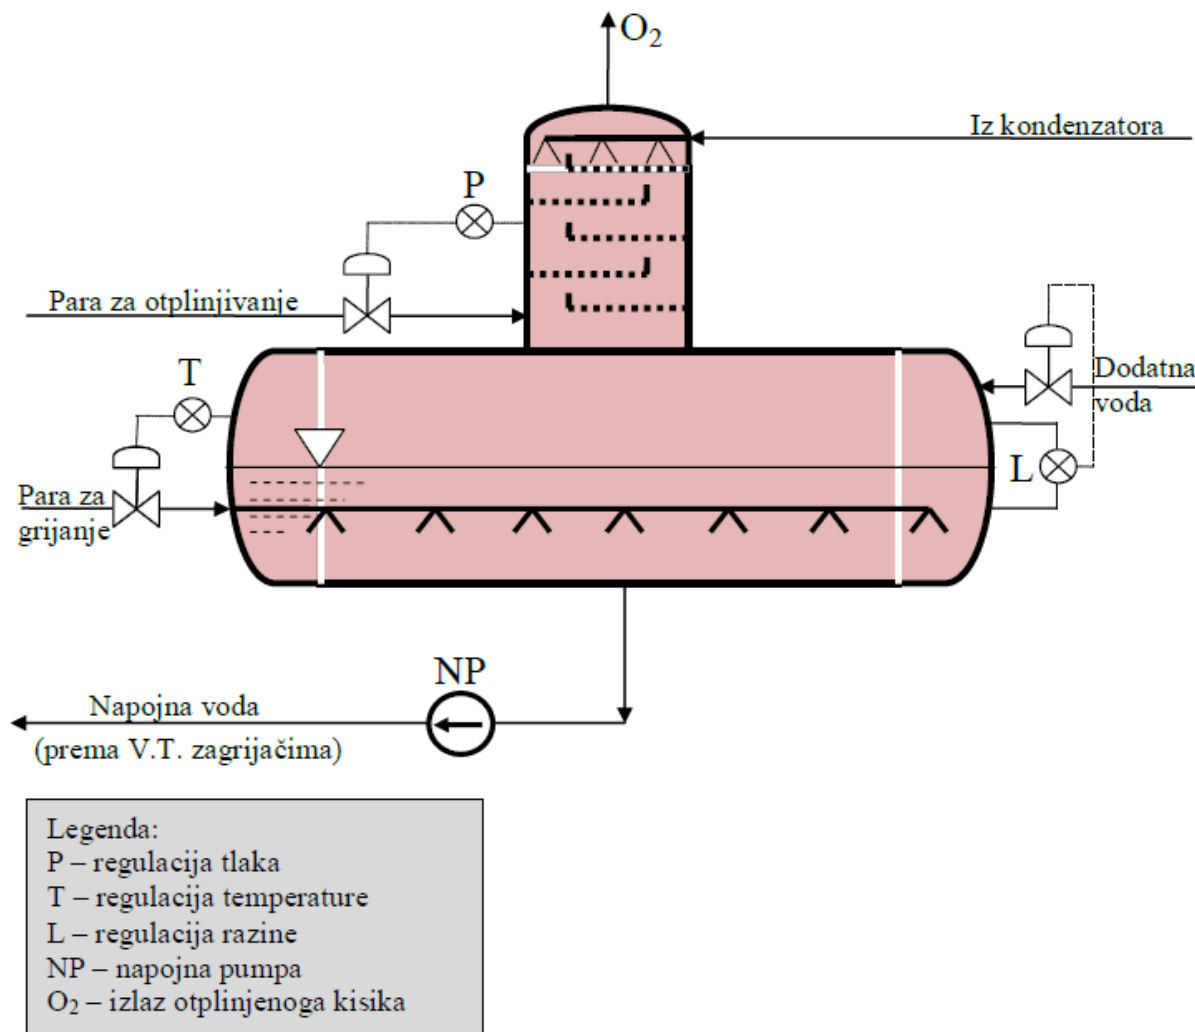 O₂
Iz kondenzatora
P
Para za otplinjivanje
T
Dodatna
voda
L
Para za
grijanje
NP
Napojna voda
(prema V.T. zagrijačima)
Legenda:
P – regulacija tlaka
T – regulacija temperature
L – regulacija razine
NP – napojna pumpa
O₂ – izlaz otplinjenoga kisika